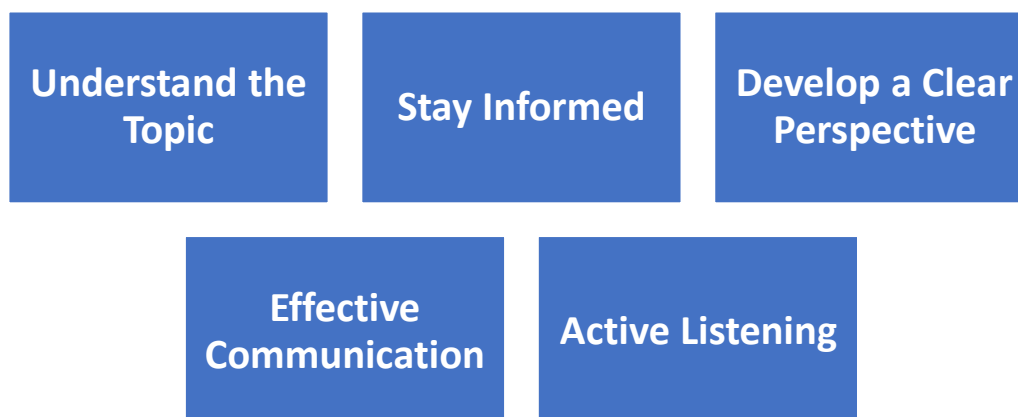 Understand the
Topic
Stay Informed
Develop a Clear
Perspective
Effective
Communication
Active Listening